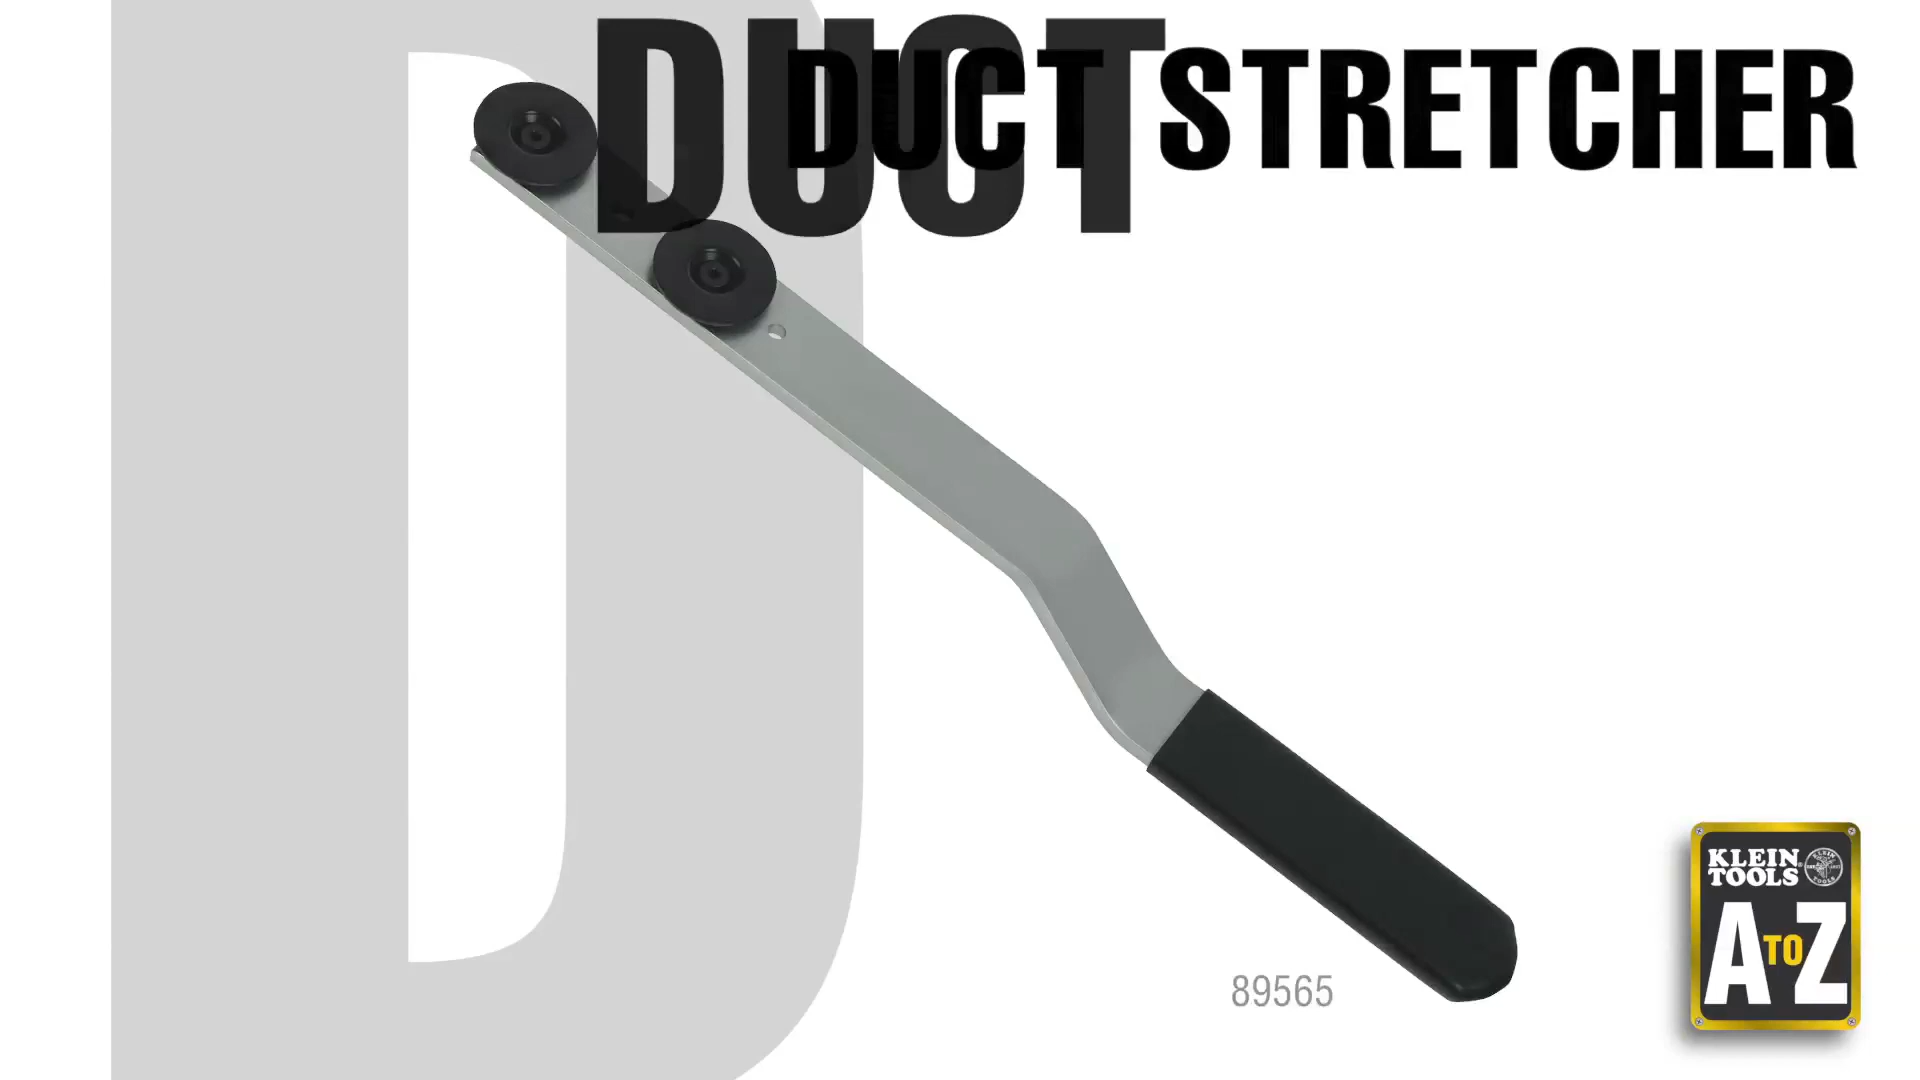 D
DUCT
DUCT STRETCHER
89565
KLEIN
TOOLS
A TO Z